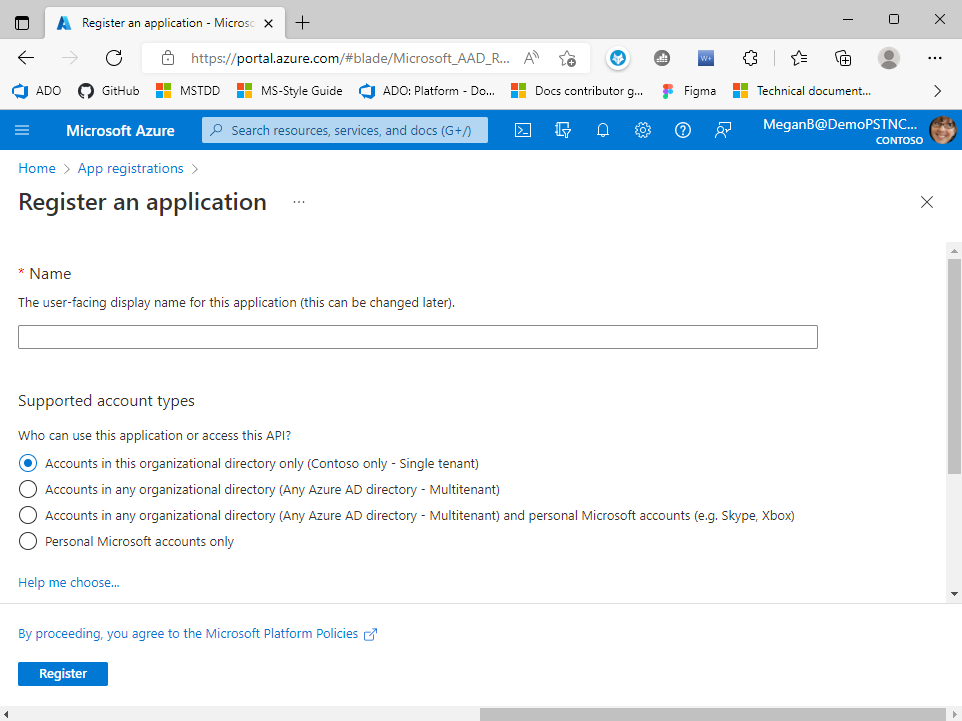 Register an application - Microsc
https://portal.azure.com/#blade/Microsoft_AAD_R...
ADO GitHub MSTDD MS-Style Guide ADO: Platform - Do... Docs contributor g... Figma Technical document...
Microsoft Azure Search resources, services, and docs (G+/) MeganB@DemoPSTNC...
CONTOSO
Home > App registrations >
Register an application ...
* Name
The user-facing display name for this application (this can be changed later).
Supported account types
Who can use this application or access this API?
Accounts in this organizational directory only (Contoso only - Single tenant)
Accounts in any organizational directory (Any Azure AD directory - Multitenant)
Accounts in any organizational directory (Any Azure AD directory - Multitenant) and personal Microsoft accounts (e.g. Skype, Xbox)
Personal Microsoft accounts only
Help me choose...
By proceeding, you agree to the Microsoft Platform Policies
Register